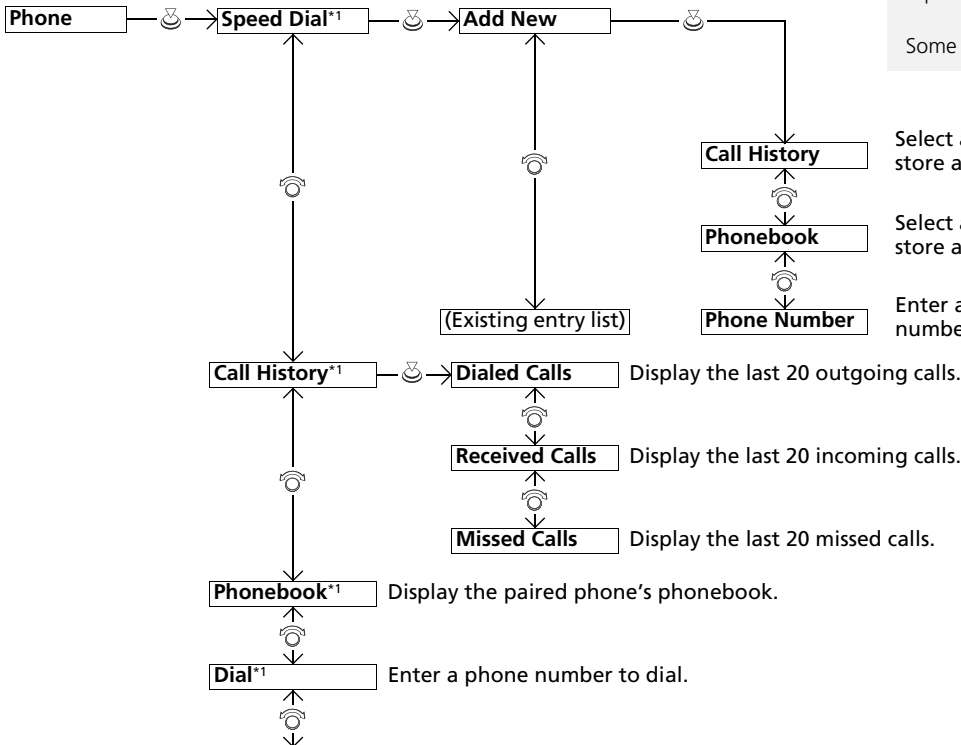 Phone
Speed Dial*1
Add New
Some
Call History
Select
store a
Phonebook
Select
store a
Phone Number
Enter a
(Existing entry list)
Call History*1
Dialed Calls
Display the last 20 outgoing calls.
Received Calls
Display the last 20 incoming calls.
Missed Calls
Display the last 20 missed calls.
Phonebook*1
Display the paired phone’s phonebook.
Dial*1
Enter a phone number to dial.